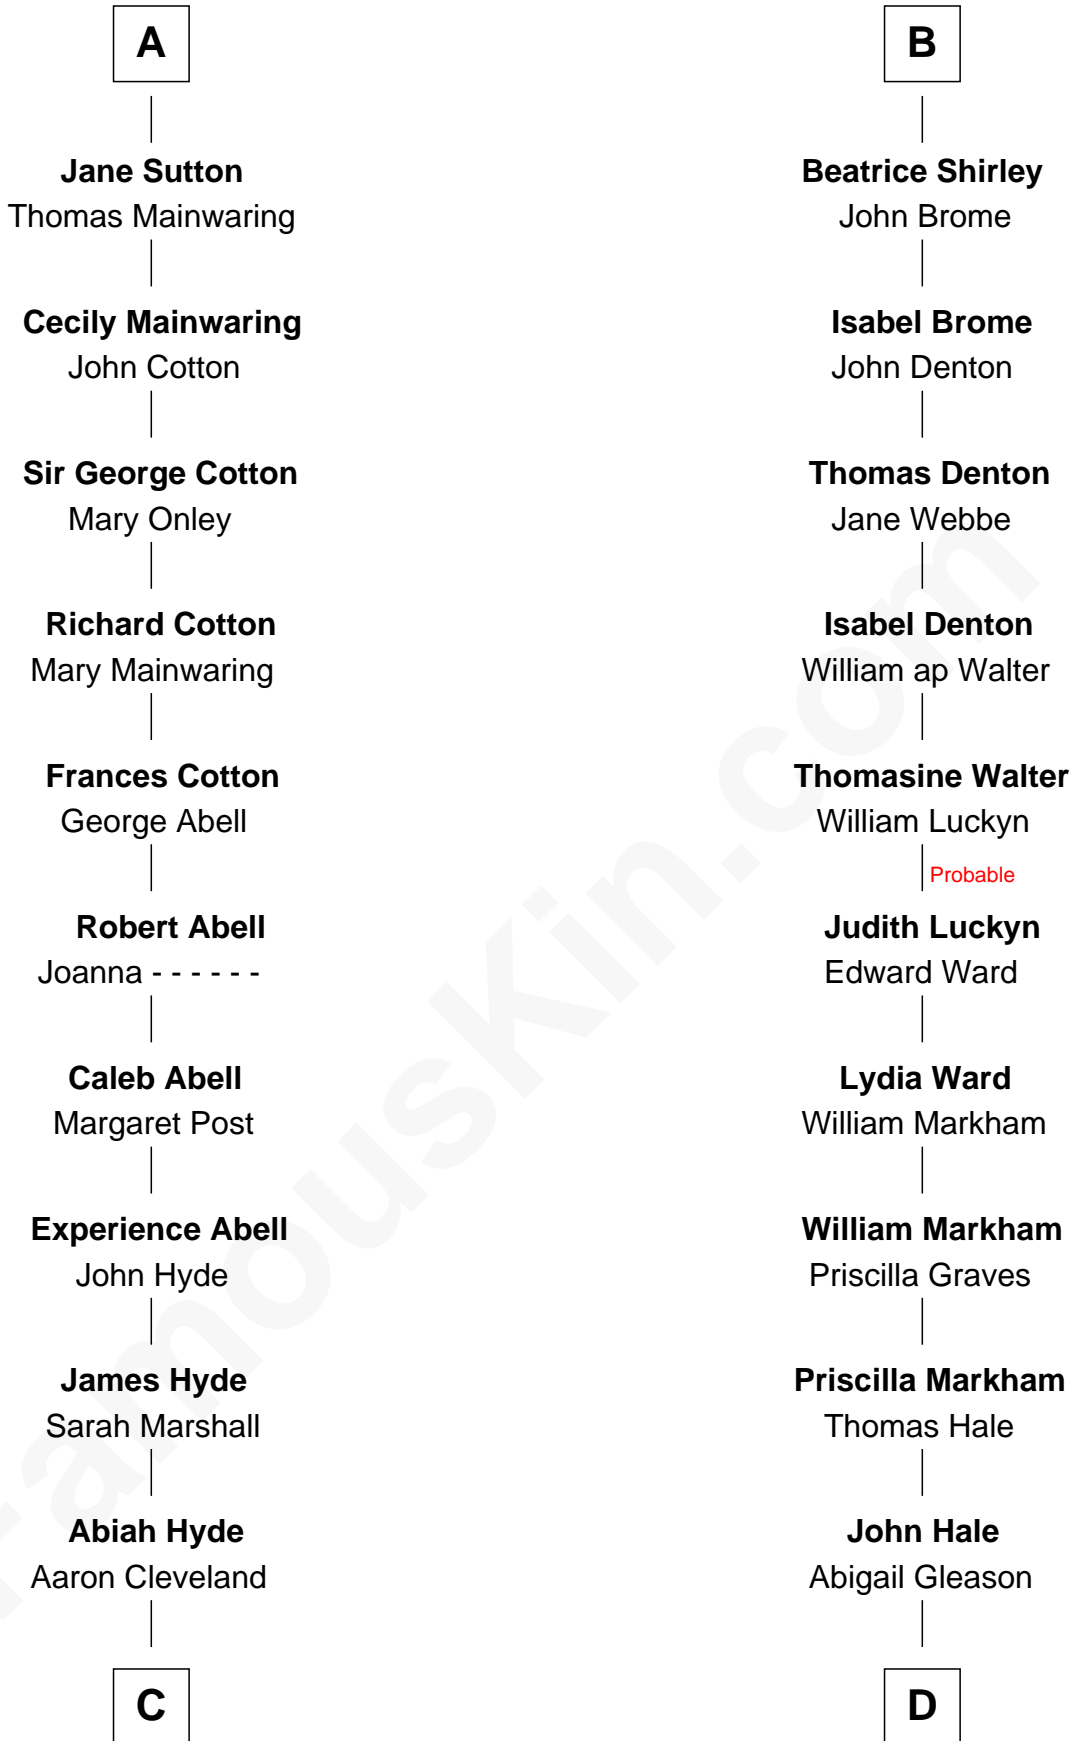 A
Jane Sutton
Thomas Mainwaring
Cecily Mainwaring
John Cotton
Sir George Cotton
Mary Onley
Richard Cotton
Mary Mainwaring
Frances Cotton
George Abell
Robert Abell
Joanna - - - - - -
Caleb Abell
Margaret Post
Experience Abell
John Hyde
James Hyde
Sarah Marshall
Abiah Hyde
Aaron Cleveland
C
B
Beatrice Shirley
John Brome
Isabel Brome
John Denton
Thomas Denton
Jane Webbe
Isabel Denton
William ap Walter
Thomasine Walter
William Luckyn
Probable
Judith Luckyn
Edward Ward
Lydia Ward
William Markham
William Markham
Priscilla Graves
Priscilla Markham
Thomas Hale
John Hale
Abigail Gleason
D
FamousKin.com